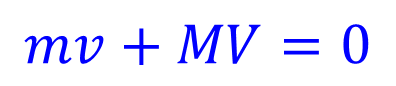 mv + MV = 0